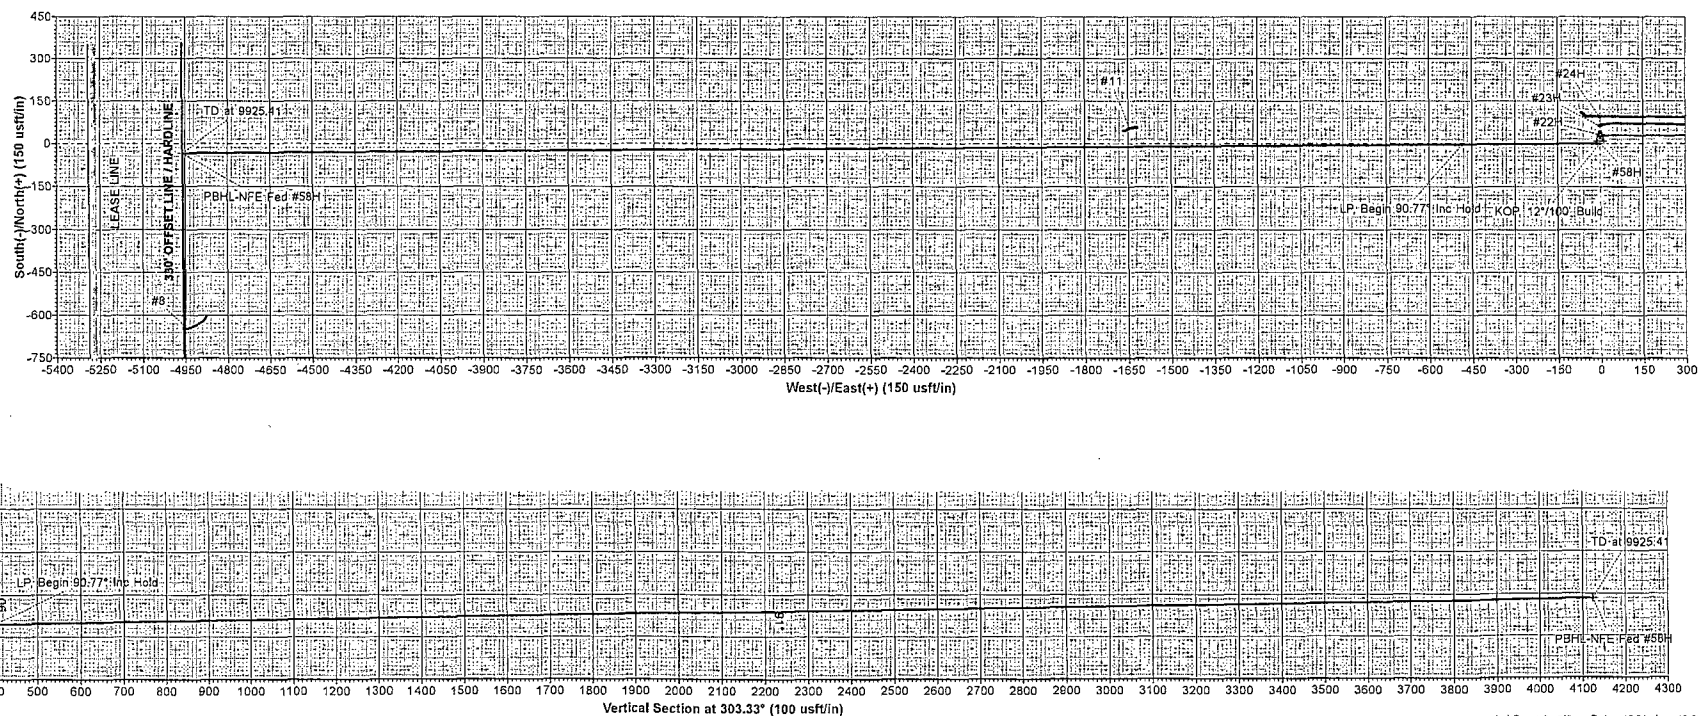 450
300
150
0
-150
-300
-450
-600
-750
South(-)/North(+) (150 usft/in)
LEASE LINE
330' OFFSET LINE / HARDLINE
TD at 9925.41
PBHL-NFE Fed #58H
#8
#11
#24H
#23H
#22H
#58H
LP, Begin 90.77° Inc Hold
KOP, 12°/100' Build
-5400 -5250 -5100 -4950 -4800 -4650 -4500 -4350 -4200 -4050 -3900 -3750 -3600 -3450 -3300 -3150 -3000 -2850 -2700 -2550 -2400 -2250 -2100 -1950 -1800 -1650 -1500 -1350 -1200 -1050 -900 -750 -600 -450 -300 -150 0 150 300
West(-)/East(+) (150 usft/in)
LP, Begin 90.77° Inc Hold
91°
TD at 9925.41
PBHL-NFE Fed #58H
500 600 700 800 900 1000 1100 1200 1300 1400 1500 1600 1700 1800 1900 2000 2100 2200 2300 2400 2500 2600 2700 2800 2900 3000 3100 3200 3300 3400 3500 3600 3700 3800 3900 4000 4100 4200 4300
Vertical Section at 303.33° (100 usft/in)